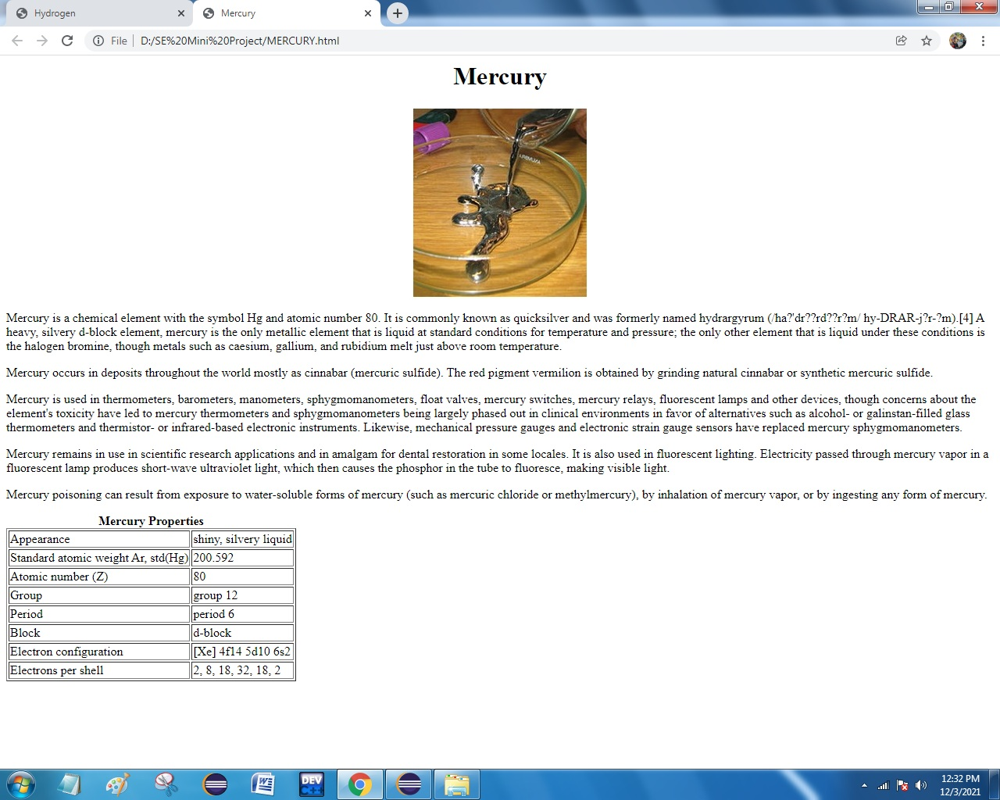 Hydrogen
Mercury
File
D:/SE%20Mini%20Project/MERCURY.html
Mercury
Mercury is a chemical element with the symbol Hg and atomic number 80. It is commonly known as quicksilver and was formerly named hydrargyrum (/ha?'dr??rd??r?m/ hy-DRAR-j?r-?m).[4] A
heavy, silvery d-block element, mercury is the only metallic element that is liquid at standard conditions for temperature and pressure; the only other element that is liquid under these conditions is
the halogen bromine, though metals such as caesium, gallium, and rubidium melt just above room temperature.
Mercury occurs in deposits throughout the world mostly as cinnabar (mercuric sulfide). The red pigment vermilion is obtained by grinding natural cinnabar or synthetic mercuric sulfide.
Mercury is used in thermometers, barometers, manometers, sphygmomanometers, float valves, mercury switches, mercury relays, fluorescent lamps and other devices, though concerns about the
element's toxicity have led to mercury thermometers and sphygmomanometers being largely phased out in clinical environments in favor of alternatives such as alcohol- or galinstan-filled glass
thermometers and thermistor- or infrared-based electronic instruments. Likewise, mechanical pressure gauges and electronic strain gauge sensors have replaced mercury sphygmomanometers.
Mercury remains in use in scientific research applications and in amalgam for dental restoration in some locales. It is also used in fluorescent lighting. Electricity passed through mercury vapor in a
fluorescent lamp produces short-wave ultraviolet light, which then causes the phosphor in the tube to fluoresce, making visible light.
Mercury poisoning can result from exposure to water-soluble forms of mercury (such as mercuric chloride or methylmercury), by inhalation of mercury vapor, or by ingesting any form of mercury.
Mercury Properties
Appearance shiny, silvery liquid
Standard atomic weight Ar, std(Hg) 200.592
Atomic number (Z) 80
Group group 12
Period period 6
Block d-block
Electron configuration [Xe] 4f14 5d10 6s2
Electrons per shell 2, 8, 18, 32, 18, 2
W
DEV
C++
12:32 PM
12/3/2021